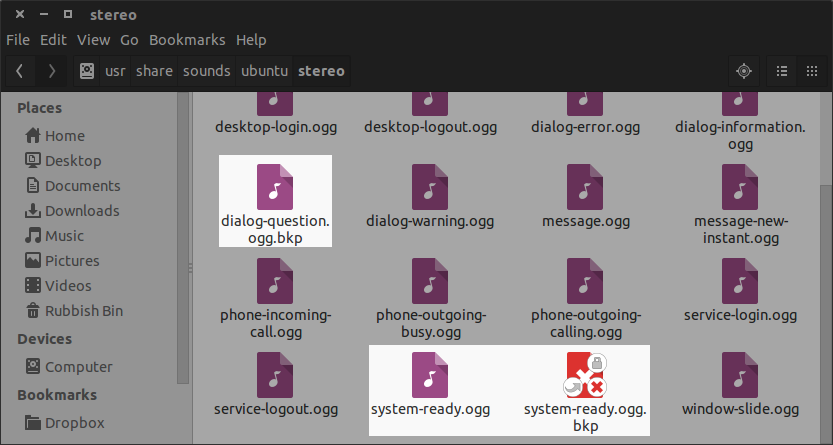 stereo
File Edit View Go Bookmarks Help
usr share sounds ubuntu stereo
Places
Home
Desktop
Documents
Downloads
Music
Pictures
Videos
Rubbish Bin
Devices
Computer
Bookmarks
Dropbox
desktop-login.ogg
desktop-logout.ogg
dialog-error.ogg
dialog-information.
ogg
dialog-question.
ogg.bkp
dialog-warning.ogg
message.ogg
message-new-
instant.ogg
phone-incoming-
call.ogg
phone-outgoing-
busy.ogg
phone-outgoing-
calling.ogg
service-login.ogg
service-logout.ogg
system-ready.ogg
system-ready.ogg.
bkp
window-slide.ogg